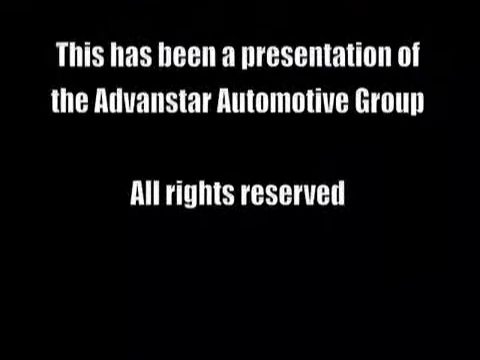 This has been a presentation of
the Advanstar Automotive Group
All rights reserved